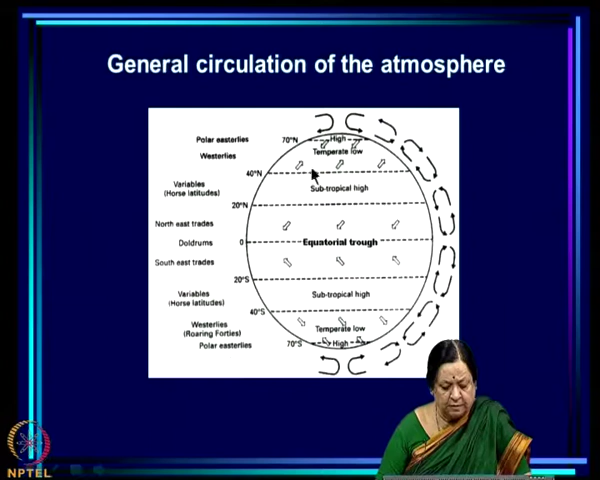 General circulation of the atmosphere
Polar easterlies
70°N
High
Westerlies
Temperate low
40°N
Variables
(Horse latitudes)
Sub-tropical high
20°N
North east trades
Doldrums
0
Equatorial trough
South east trades
20°S
Variables
(Horse latitudes)
Sub-tropical high
40°S
Westerlies
(Roaring Forties)
Temperate low
Polar easterlies
70°S
High
NPTEL